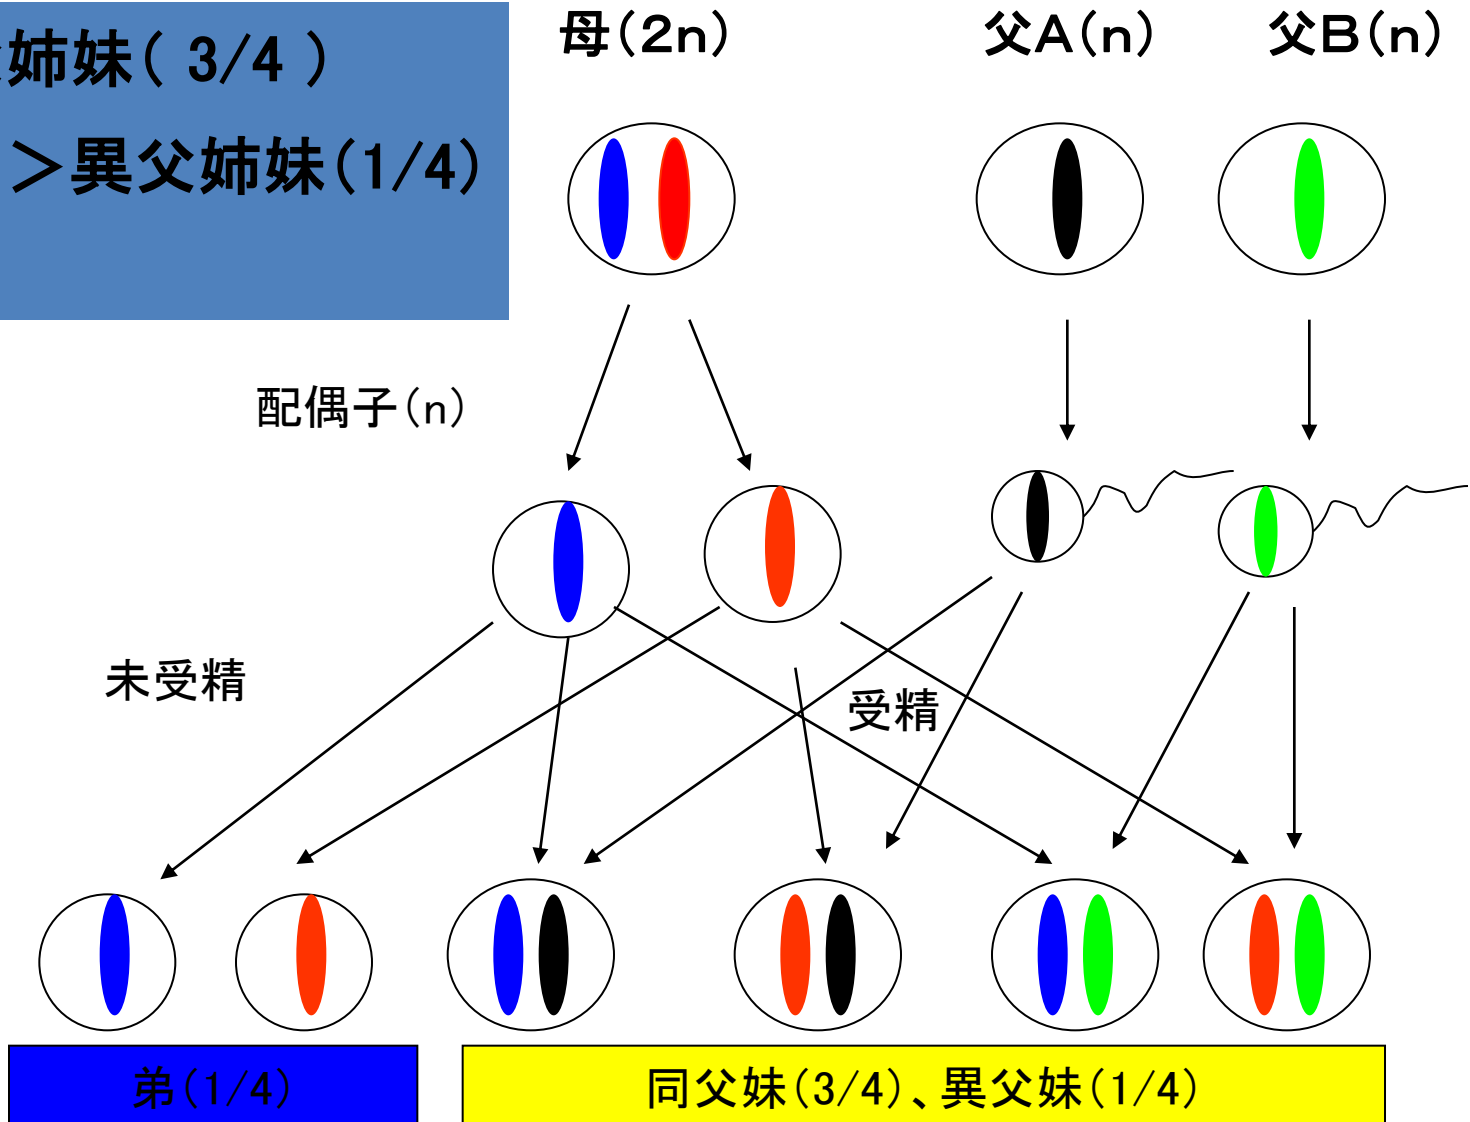 姉妹( 3/4 )
＞異父姉妹(1/4)
母(2n)
父A(n)
父B(n)
配偶子(n)
未受精
受精
弟(1/4)
同父妹(3/4)、異父妹(1/4)